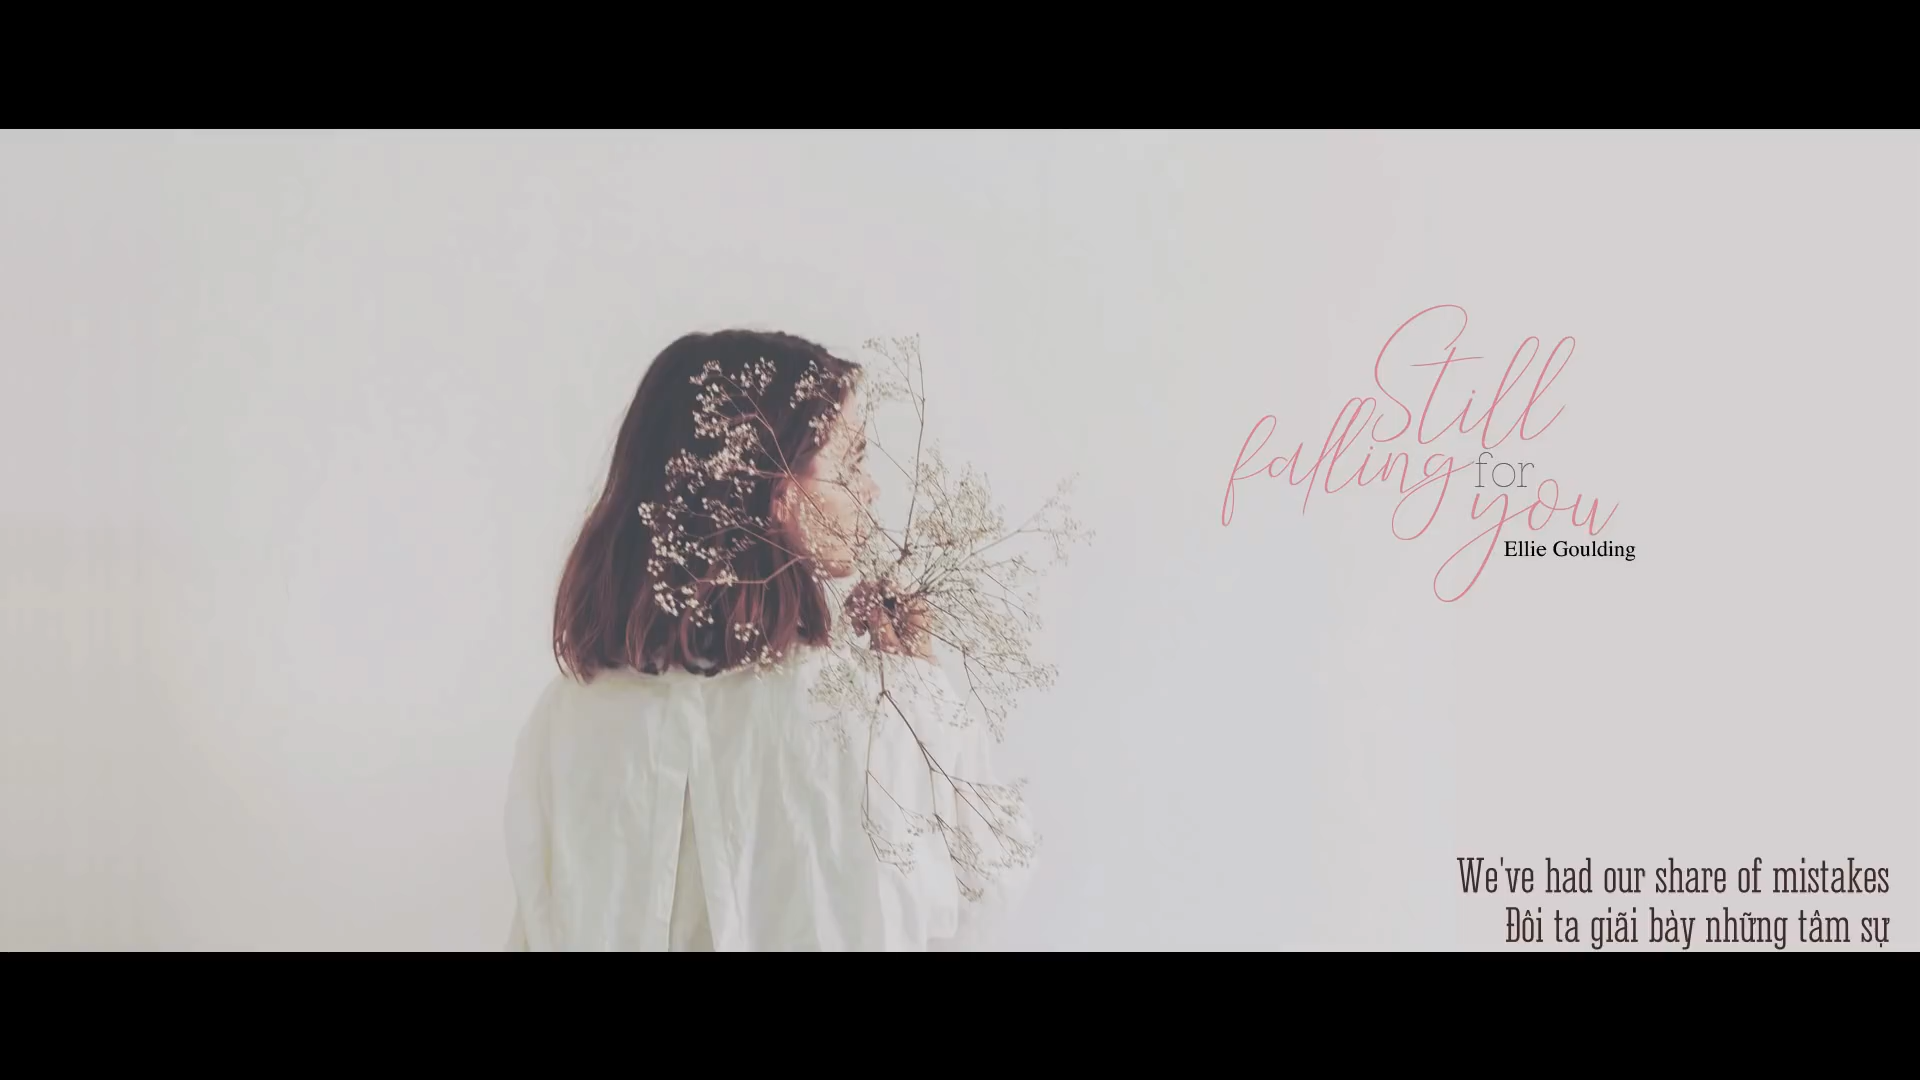 Still
falling for
you
Ellie Goulding
We've had our share of mistakes
Đôi ta giãi bày những tâm sự